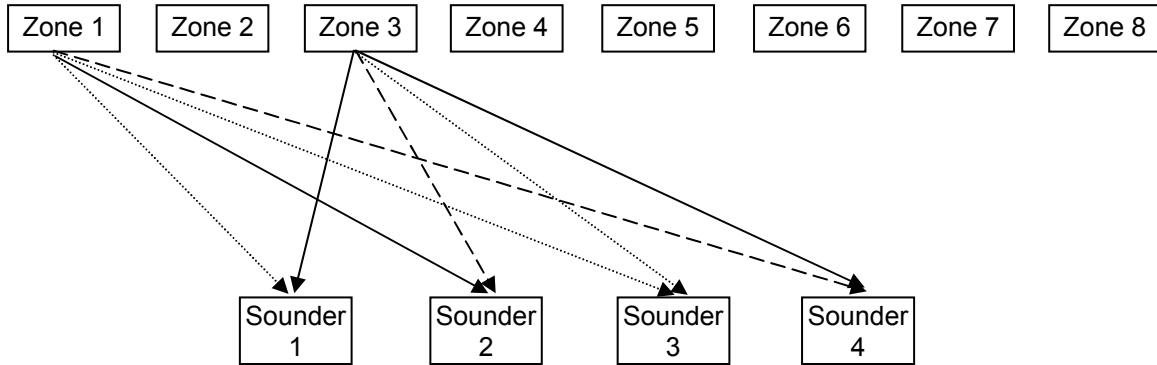 Zone 1
Zone 2
Zone 3
Zone 4
Zone 5
Zone 6
Zone 7
Zone 8
Sounder
1
Sounder
2
Sounder
3
Sounder
4